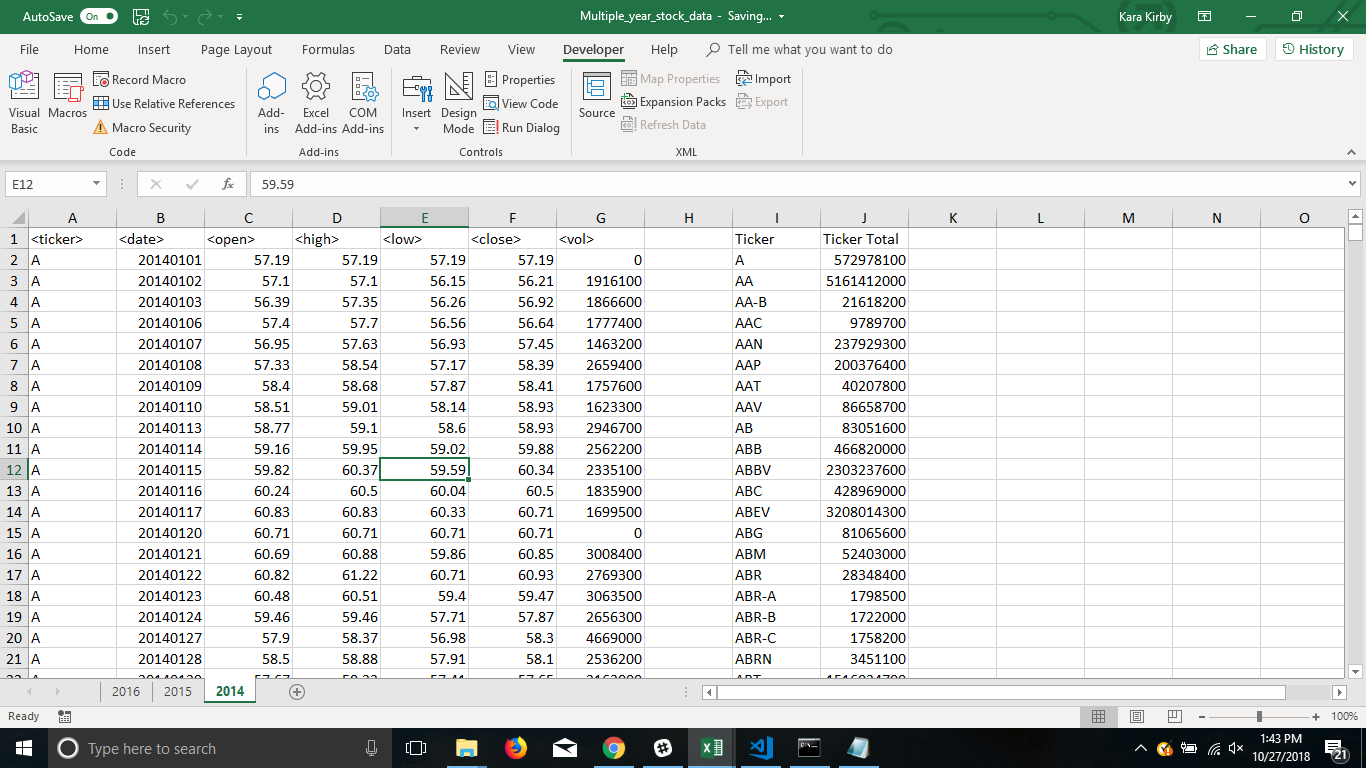 AutoSave On Multiple_year_stock_data - Saving... Kara Kirby
File Home Insert Page Layout Formulas Data Review View Developer Help Tell me what you want to do Share History
Visual Basic Macros Record Macro Use Relative References Macro Security
Add-ins Excel Add-ins COM Add-ins
Insert Design Mode Properties View Code Run Dialog
Source Map Properties Expansion Packs Refresh Data Import Export
Code Add-ins Controls XML
E12 fx 59.59
A B C D E F G H I J K L M N O
1 <ticker> <date> <open> <high> <low> <close> <vol> Ticker Ticker Total
2 A 20140101 57.19 57.19 57.19 57.19 0 A 572978100
3 A 20140102 57.1 57.1 56.15 56.21 1916100 AA 5161412000
4 A 20140103 56.39 57.35 56.26 56.92 1866600 AA-B 21618200
5 A 20140106 57.4 57.7 56.56 56.64 1777400 AAC 9789700
6 A 20140107 56.95 57.63 56.93 57.45 1463200 AAN 237929300
7 A 20140108 57.33 58.54 57.17 58.39 2659400 AAP 200376400
8 A 20140109 58.4 58.68 57.87 58.41 1757600 AAT 40207800
9 A 20140110 58.51 59.01 58.14 58.93 1623300 AAV 86658700
10 A 20140113 58.77 59.1 58.6 58.93 2946700 AB 83051600
11 A 20140114 59.16 59.95 59.02 59.88 2562200 ABB 466820000
12 A 20140115 59.82 60.37 59.59 60.34 2335100 ABBV 2303237600
13 A 20140116 60.24 60.5 60.04 60.5 1835900 ABC 428969000
14 A 20140117 60.83 60.83 60.33 60.71 1699500 ABEV 3208014300
15 A 20140120 60.71 60.71 60.71 60.71 0 ABG 81065600
16 A 20140121 60.69 60.88 59.86 60.85 3008400 ABM 52403000
17 A 20140122 60.82 61.22 60.71 60.93 2769300 ABR 28348400
18 A 20140123 60.48 60.51 59.4 59.47 3063500 ABR-A 1798500
19 A 20140124 59.46 59.46 57.71 57.87 2656300 ABR-B 1722000
20 A 20140127 57.9 58.37 56.98 58.3 4669000 ABR-C 1758200
21 A 20140128 58.5 58.88 57.91 58.1 2536200 ABRN 3451100
2016 2015 2014
Ready 100%
Type here to search 1:43 PM
10/27/2018 21